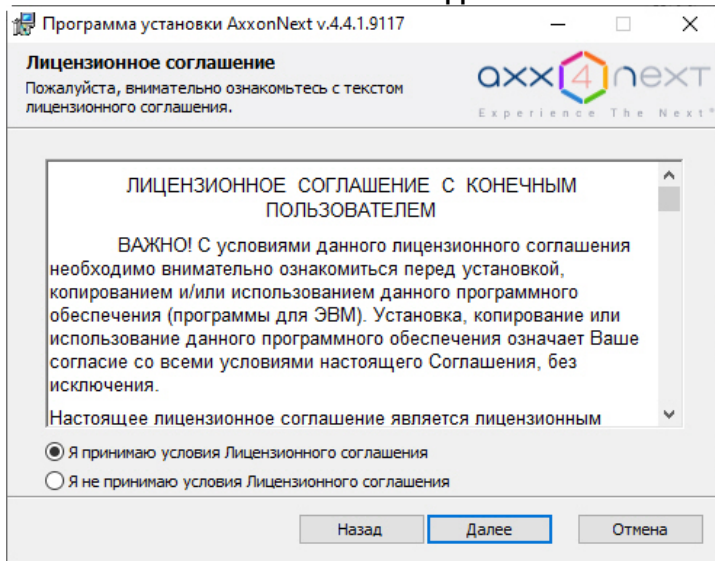 Программа установки AxxonNext v.4.4.1.9117
Лицензионное соглашение
Пожалуйста, внимательно ознакомьтесь с текстом
лицензионного соглашения.
axx4next
Experience The Next
ЛИЦЕНЗИОННОЕ СОГЛАШЕНИЕ С КОНЕЧНЫМ
ПОЛЬЗОВАТЕЛЕМ
ВАЖНО! С условиями данного лицензионного соглашения
необходимо внимательно ознакомиться перед установкой,
копированием и/или использованием данного программного
обеспечения (программы для ЭВМ). Установка, копирование или
использование данного программного обеспечения означает Ваше
согласие со всеми условиями настоящего Соглашения, без
исключения.
Настоящее лицензионное соглашение является лицензионным
Я принимаю условия Лицензионного соглашения
Я не принимаю условия Лицензионного соглашения
Назад Далее Отмена